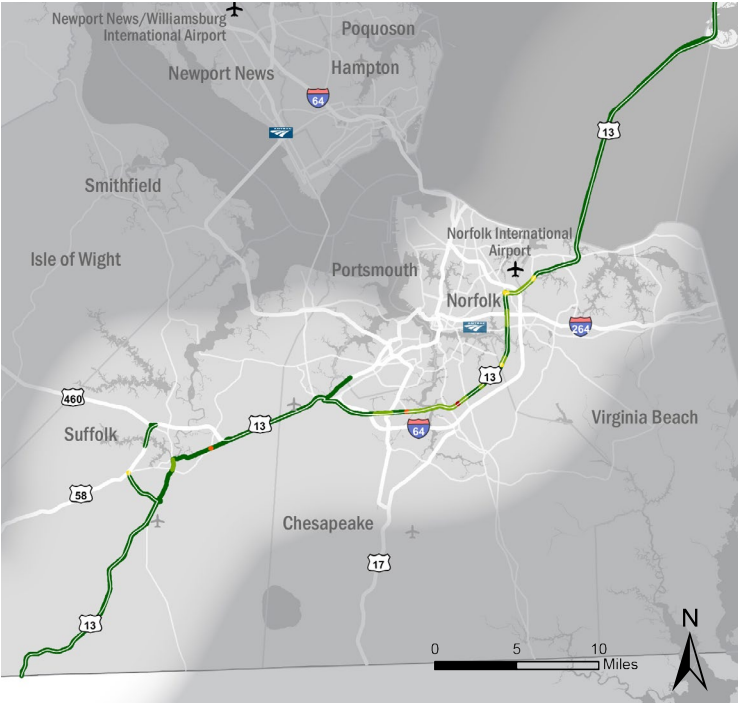 Newport News/Williamsburg
International Airport
Poquoson
Newport News
Hampton
64
13
Smithfield
Norfolk International
Airport
Isle of Wight
Portsmouth
Norfolk
264
13
460
13
Virginia Beach
Suffolk
64
58
Chesapeake
17
13
N
0 5 10
Miles